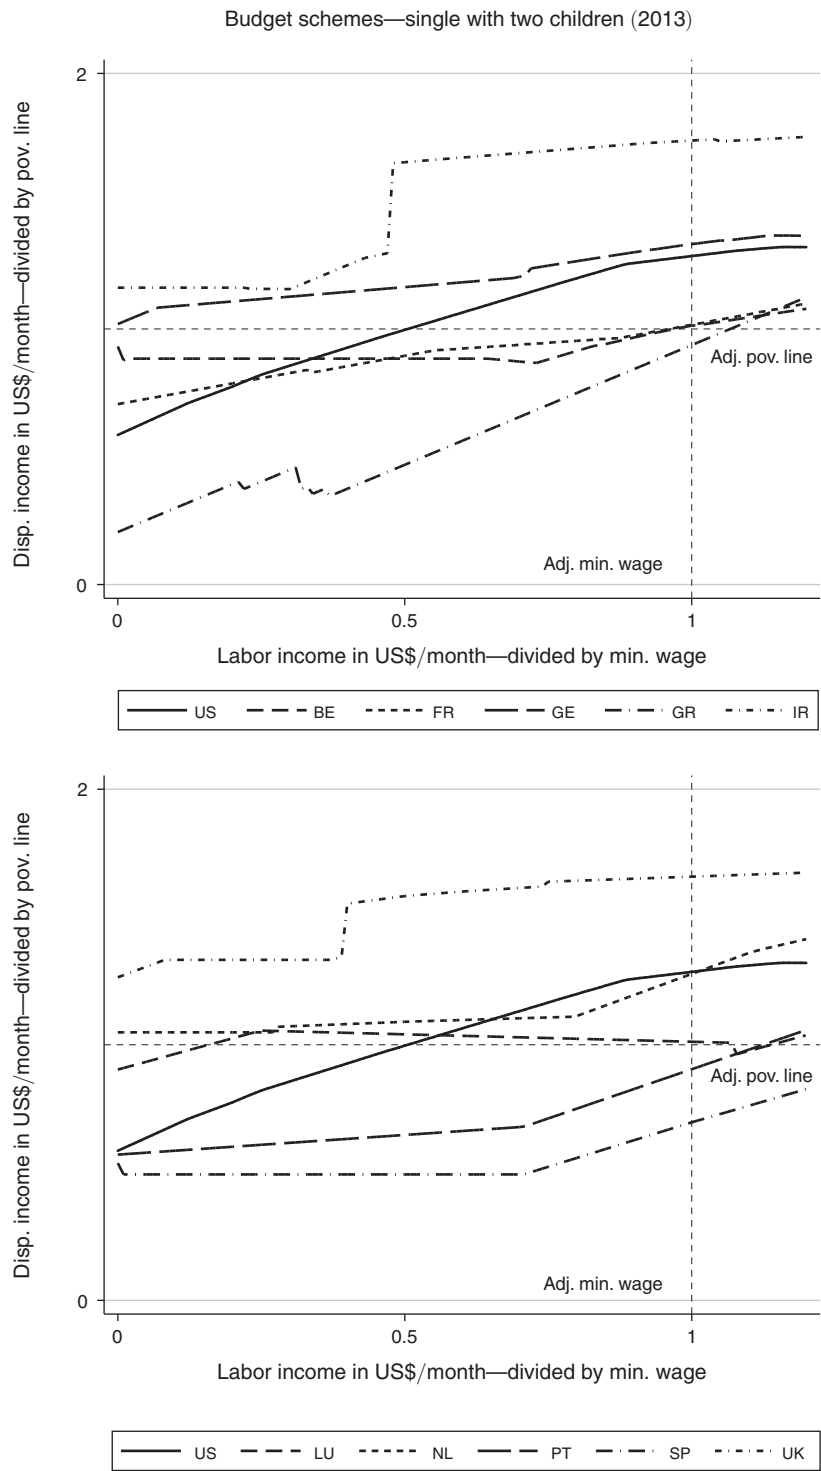 Budget schemes—single with two children (2013)
Disp. income in US$/month—divided by pov. line
2
0
Adj. pov. line
Adj. min. wage
0 0.5 1
Labor income in US$/month—divided by min. wage
US BE FR GE GR IR
Disp. income in US$/month—divided by pov. line
2
0
Adj. pov. line
Adj. min. wage
0 0.5 1
Labor income in US$/month—divided by min. wage
US LU NL PT SP UK